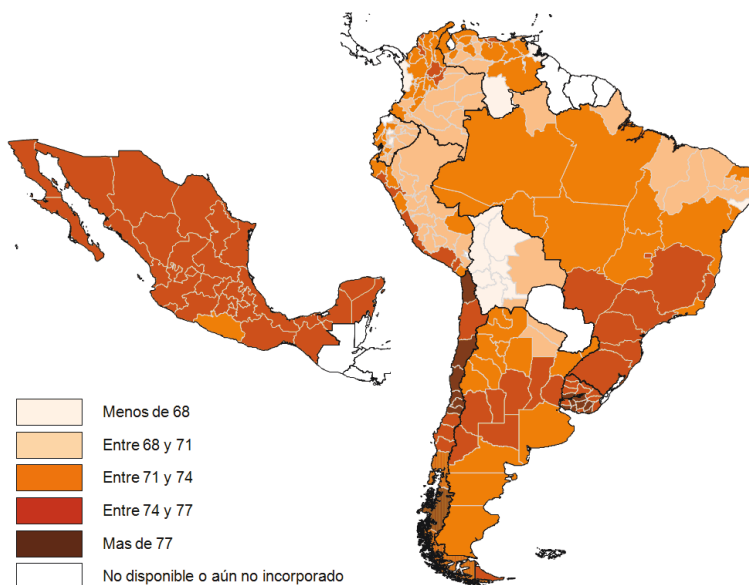 Menos de 68
Entre 68 y 71
Entre 71 y 74
Entre 74 y 77
Mas de 77
No disponible o aún no incorporado